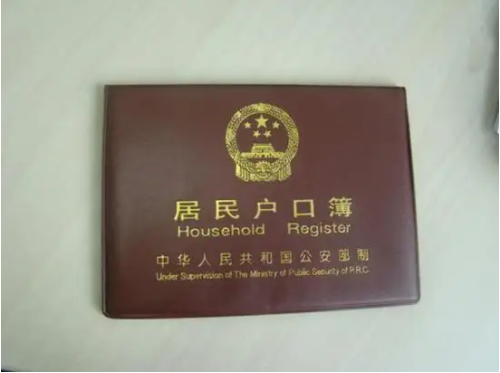 居民户口簿
Household Register
中华人民共和国公安部制
Under Supervision of The Ministry of Public Security of P.R.C